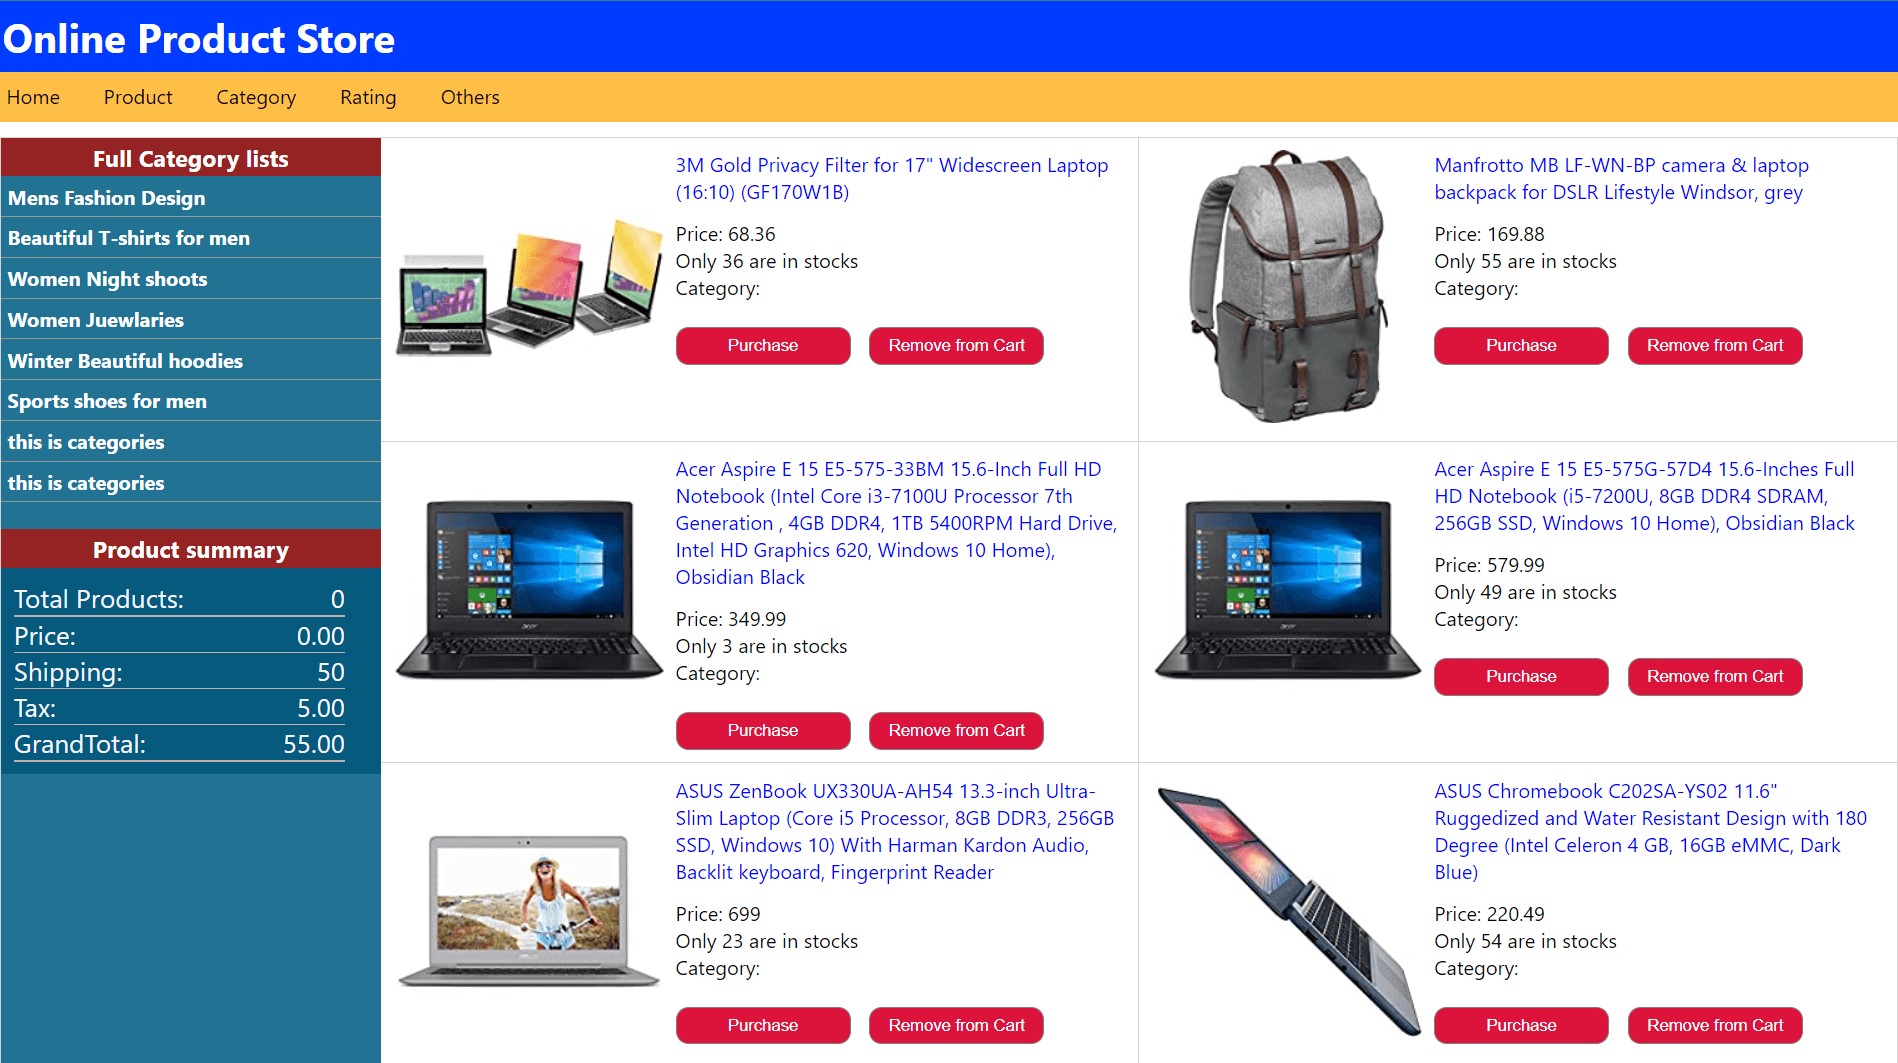 Online Product Store
Home Product Category Rating Others
Full Category lists
Mens Fashion Design
Beautiful T-shirts for men
Women Night shoots
Women Juewlaries
Winter Beautiful hoodies
Sports shoes for men
this is categories
this is categories
Product summary
Total Products: 0
Price: 0.00
Shipping: 50
Tax: 5.00
GrandTotal: 55.00
3M Gold Privacy Filter for 17" Widescreen Laptop
(16:10) (GF170W1B)
Price: 68.36
Only 36 are in stocks
Category:
Purchase Remove from Cart
Manfrotto MB LF-WN-BP camera & laptop
backpack for DSLR Lifestyle Windsor, grey
Price: 169.88
Only 55 are in stocks
Category:
Purchase Remove from Cart
Acer Aspire E 15 E5-575-33BM 15.6-Inch Full HD
Notebook (Intel Core i3-7100U Processor 7th
Generation , 4GB DDR4, 1TB 5400RPM Hard Drive,
Intel HD Graphics 620, Windows 10 Home),
Obsidian Black
Price: 349.99
Only 3 are in stocks
Category:
Purchase Remove from Cart
Acer Aspire E 15 E5-575G-57D4 15.6-Inches Full
HD Notebook (i5-7200U, 8GB DDR4 SDRAM,
256GB SSD, Windows 10 Home), Obsidian Black
Price: 579.99
Only 49 are in stocks
Category:
Purchase Remove from Cart
ASUS ZenBook UX330UA-AH54 13.3-inch Ultra-
Slim Laptop (Core i5 Processor, 8GB DDR3, 256GB
SSD, Windows 10) With Harman Kardon Audio,
Backlit keyboard, Fingerprint Reader
Price: 699
Only 23 are in stocks
Category:
Purchase Remove from Cart
ASUS Chromebook C202SA-YS02 11.6"
Ruggedized and Water Resistant Design with 180
Degree (Intel Celeron 4 GB, 16GB eMMC, Dark
Blue)
Price: 220.49
Only 54 are in stocks
Category:
Purchase Remove from Cart